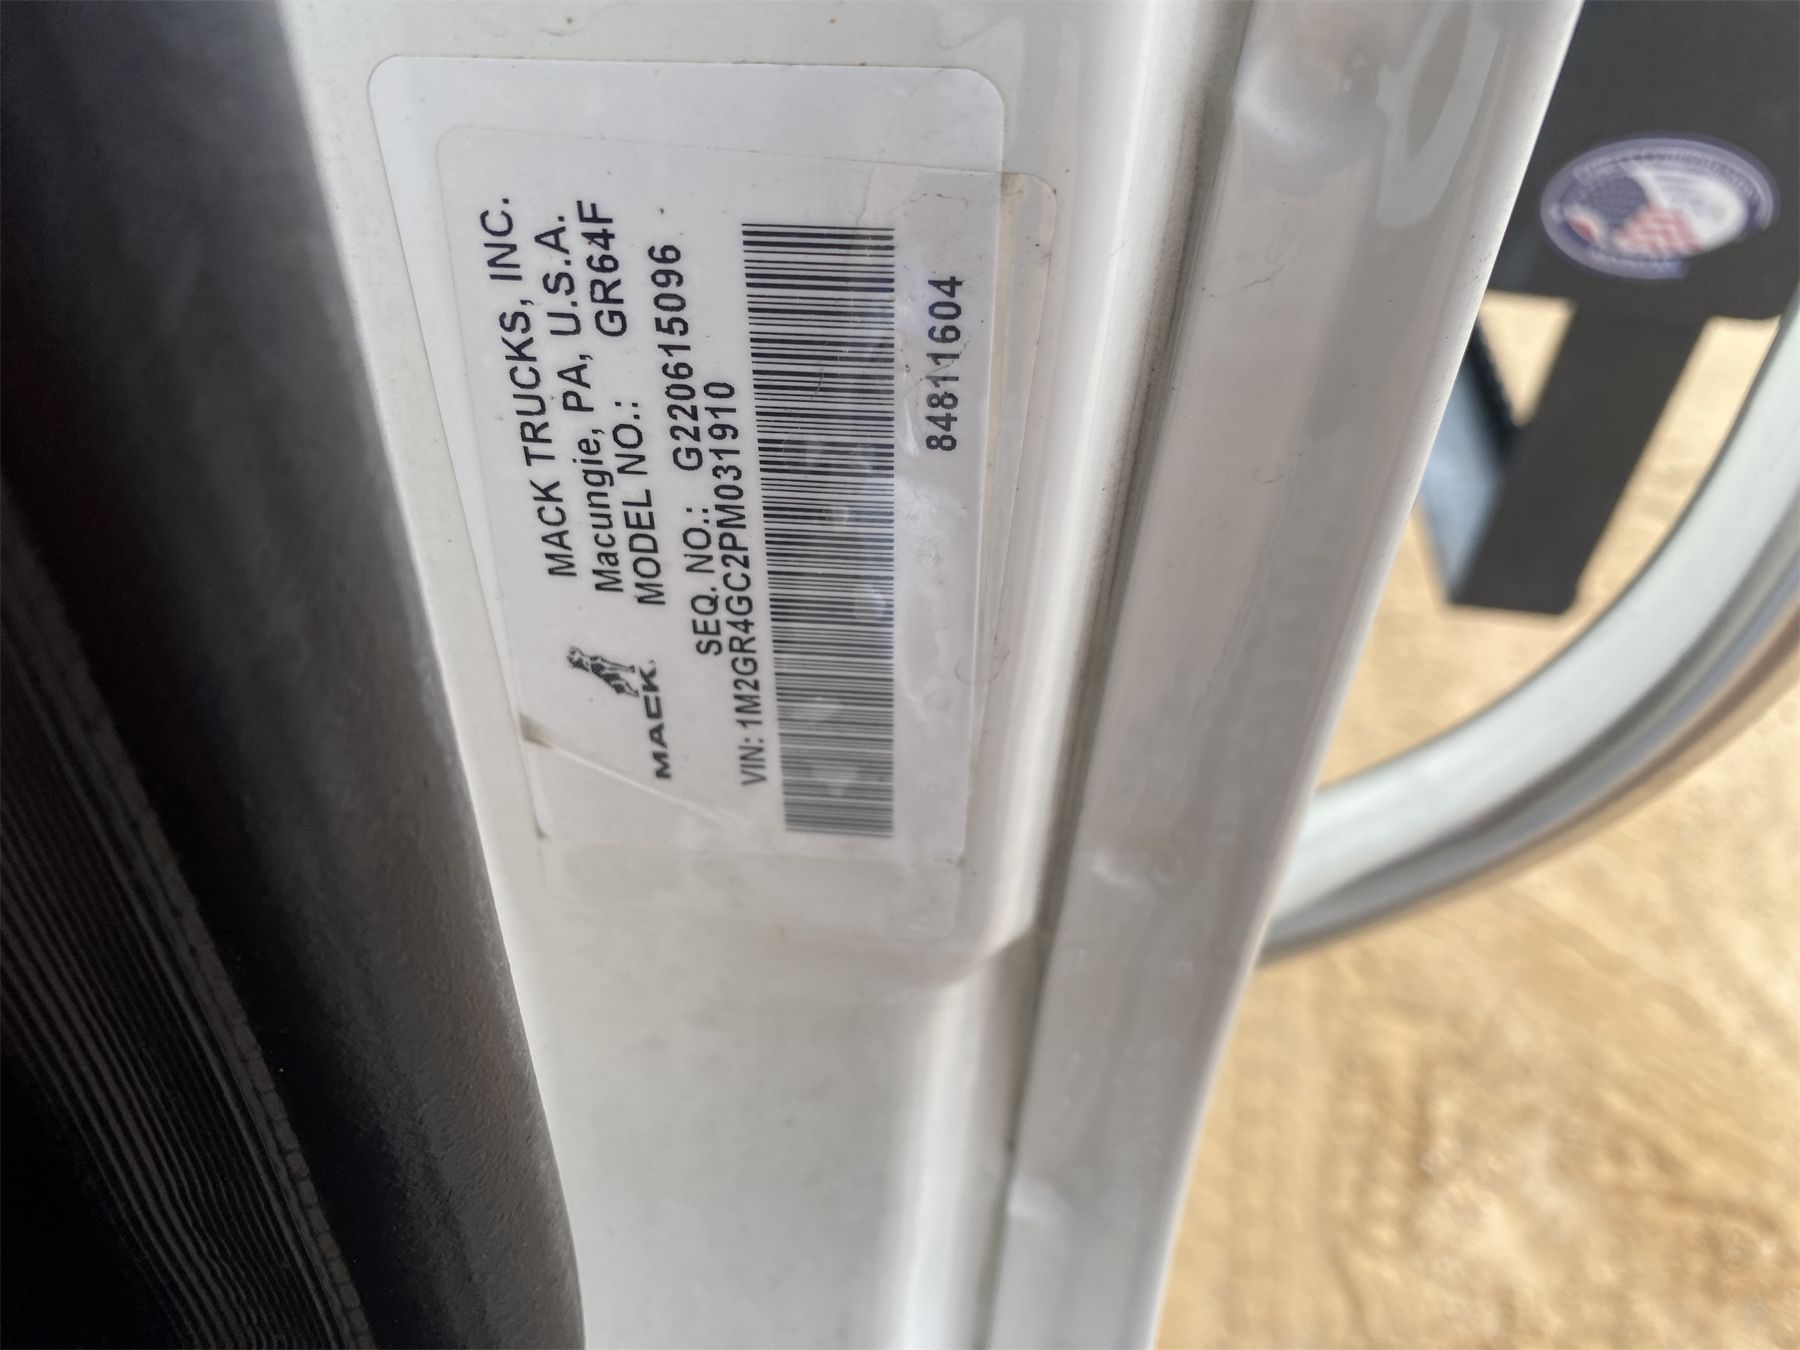 MACK TRUCKS, INC.
Macungie, PA, U.S.A.
MODEL NO.: GR64F
MACK
SEQ. NO.: G220615096
VIN: 1M2GR4GC2PM031910
84811604